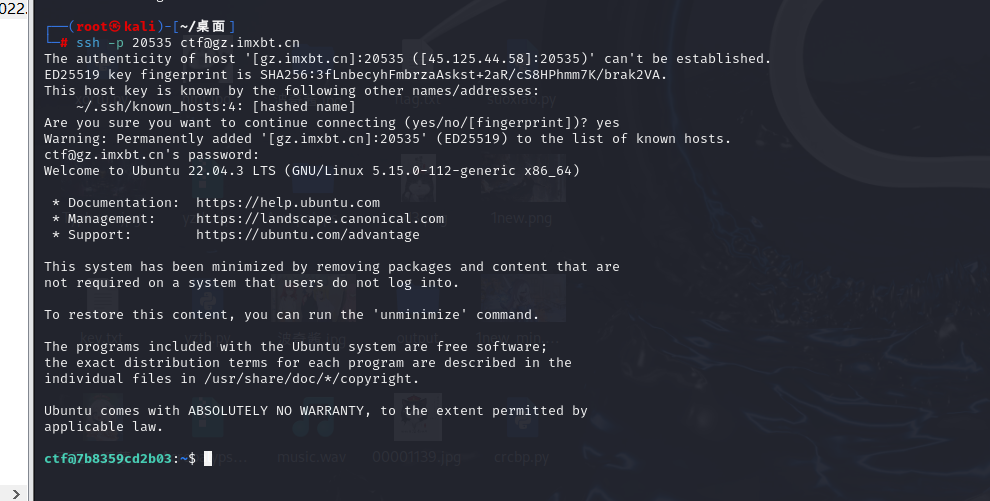 022.
┌──(root㉿kali)-[~/桌面]
└─# ssh -p 20535 ctf@gz.imxbt.cn
The authenticity of host '[gz.imxbt.cn]:20535 ([45.125.44.58]:20535)' can't be established.
ED25519 key fingerprint is SHA256:3fLnbecyhFmbrzaAskst+2aR/cS8HPhmm7K/brak2VA.
This host key is known by the following other names/addresses:
    ~/.ssh/known_hosts:4: [hashed name]
Are you sure you want to continue connecting (yes/no/[fingerprint])? yes
Warning: Permanently added '[gz.imxbt.cn]:20535' (ED25519) to the list of known hosts.
ctf@gz.imxbt.cn's password:
Welcome to Ubuntu 22.04.3 LTS (GNU/Linux 5.15.0-112-generic x86_64)
 * Documentation:  https://help.ubuntu.com
 * Management:     https://landscape.canonical.com
 * Support:        https://ubuntu.com/advantage
This system has been minimized by removing packages and content that are
not required on a system that users do not log into.
To restore this content, you can run the 'unminimize' command.
The programs included with the Ubuntu system are free software;
the exact distribution terms for each program are described in the
individual files in /usr/share/doc/*/copyright.
Ubuntu comes with ABSOLUTELY NO WARRANTY, to the extent permitted by
applicable law.
ctf@7b8359cd2b03:~$
1new.png
music.wav
00001139.jpg
crcbp.py